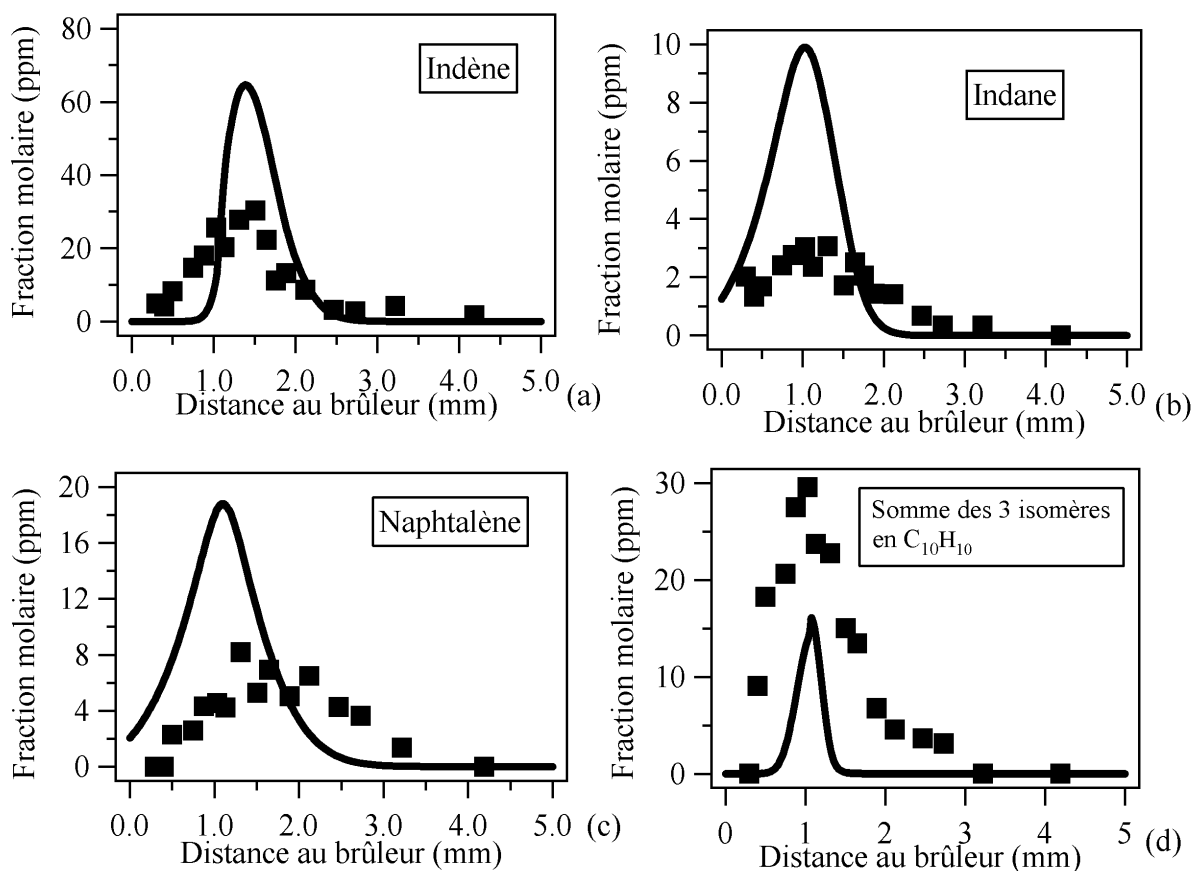 Fraction molaire (ppm)
80
60
40
20
0
Indène
0.0 1.0 2.0 3.0 4.0 5.0
Distance au brûleur (mm)
(a)
Fraction molaire (ppm)
10
8
6
4
2
0
Indane
0.0 1.0 2.0 3.0 4.0 5.0
Distance au brûleur (mm)
(b)
Fraction molaire (ppm)
20
16
12
8
4
0
Naphtalène
0.0 1.0 2.0 3.0 4.0 5.0
Distance au brûleur (mm)
(c)
Fraction molaire (ppm)
30
20
10
0
Somme des 3 isomères
en C₁₀H₁₀
0 1 2 3 4 5
Distance au brûleur (mm)
(d)